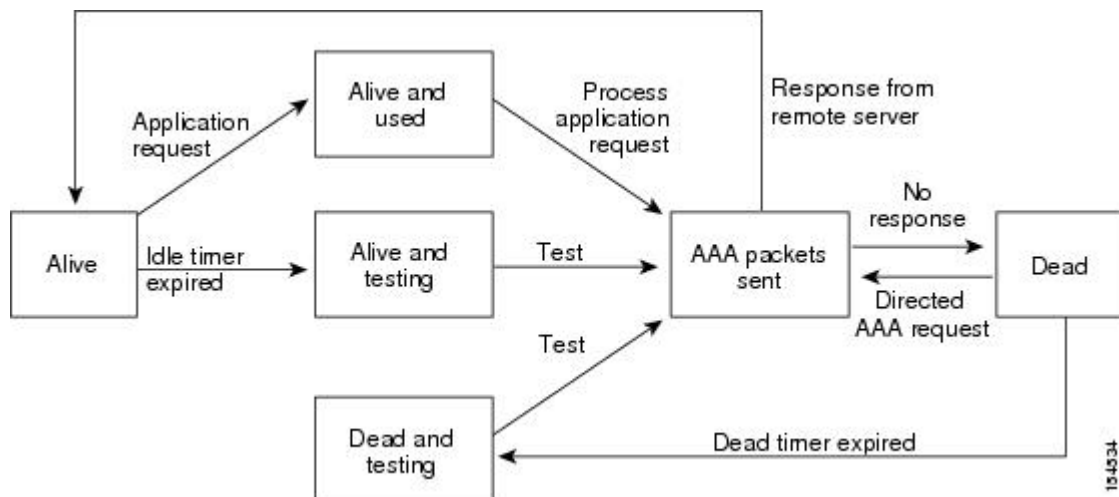 Alive and
used
Application
request
Process
application
request
Response from
remote server
Alive
Idle timer
expired
Alive and
testing
Test
AAA packets
sent
No
response
Directed
AAA request
Dead
Test
Dead and
testing
Dead timer expired
154534